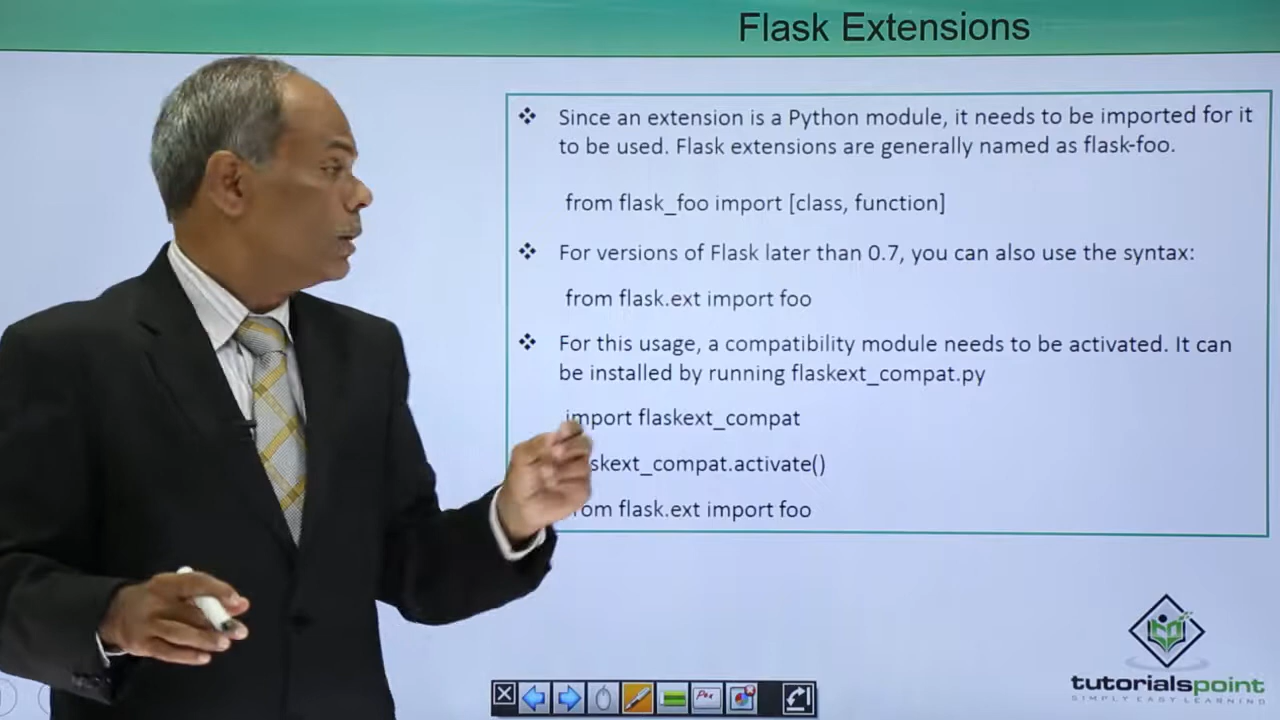 Flask Extensions
❖ Since an extension is a Python module, it needs to be imported for it
to be used. Flask extensions are generally named as flask-foo.
from flask_foo import [class, function]
❖ For versions of Flask later than 0.7, you can also use the syntax:
from flask.ext import foo
❖ For this usage, a compatibility module needs to be activated. It can
be installed by running flaskext_compat.py
import flaskext_compat
skext_compat.activate()
om flask.ext import foo
tutorialspoint
SIMPLY EASY LEARNING